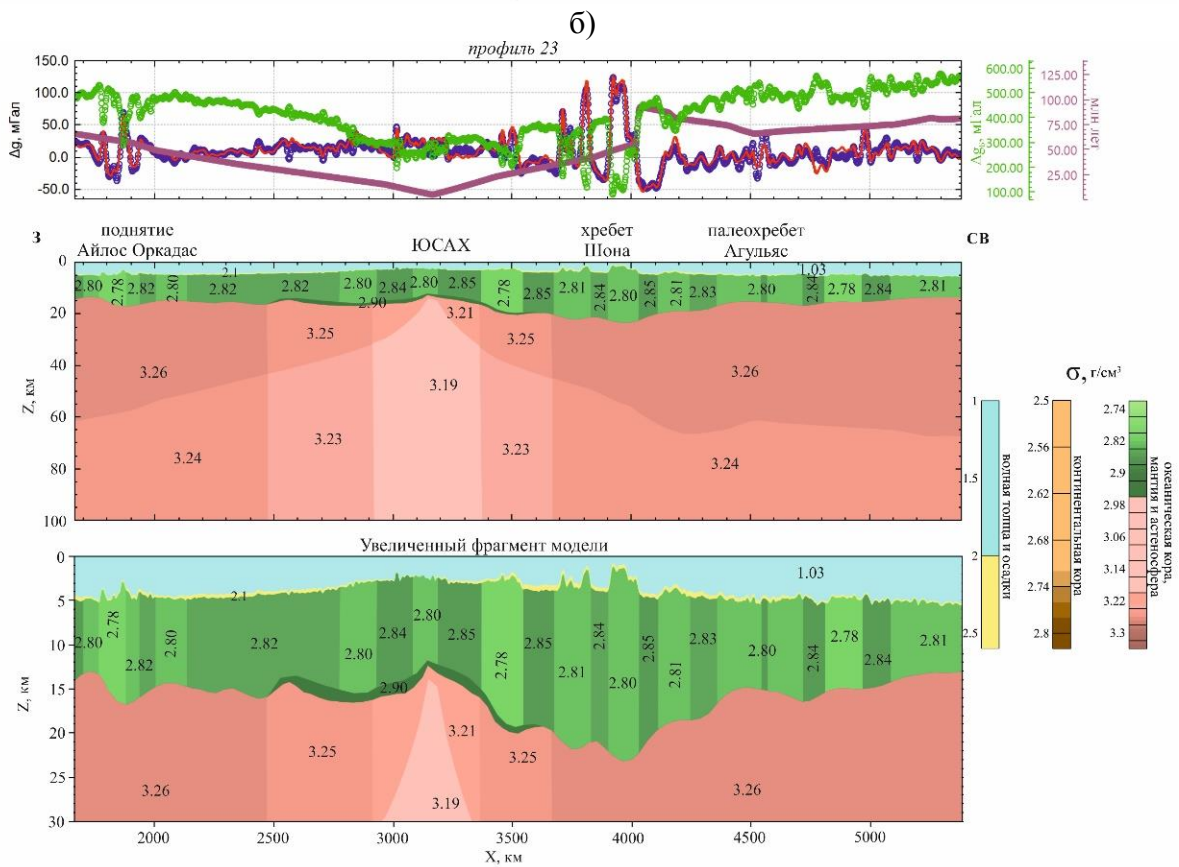 б)
профиль 23
150.0
100.0
50.0
0.0
-50.0
Δg, мГал
2000 3000 4000 5000
600.00
500.00
400.00
300.00
200.00
100.00
125.00
100.00
75.00
50.00
25.00
млн лет
З
поднятие
Айлос Оркадас
ЮСАХ
хребет
Шона
палеохребет
Агульяс
СВ
0
20
40
60
80
100
Z, км
2.1 1.03
2.80 2.78 2.82 2.80 2.82 2.82 2.80 2.84 2.80 2.85 2.78 2.85 2.81 2.84 2.80 2.85 2.81 2.83 2.80 2.84 2.78 2.84 2.81
2.90
3.21
3.25 3.25
3.26 3.19 3.26
3.24 3.23 3.23 3.24
Увеличенный фрагмент модели
0
5
10
15
20
25
30
Z, км
1.03
2.1
2.80 2.78 2.82 2.80 2.82 2.80 2.84 2.80 2.85 2.78 2.85 2.81 2.84 2.80 2.85 2.81 2.83 2.80 2.84 2.78 2.84 2.81
2.90
3.21
3.25 3.25
3.26 3.19 3.26
2000 2500 3000 3500 4000 4500 5000
X, км
σ, г/см³
1
1.5
2
2.5
водная толща и осадки
2.5
2.56
2.62
2.68
2.74
2.8
континентальная кора
2.74
2.82
2.9
2.98
3.06
3.14
3.22
3.3
океаническая кора,
мантия и астеносфера